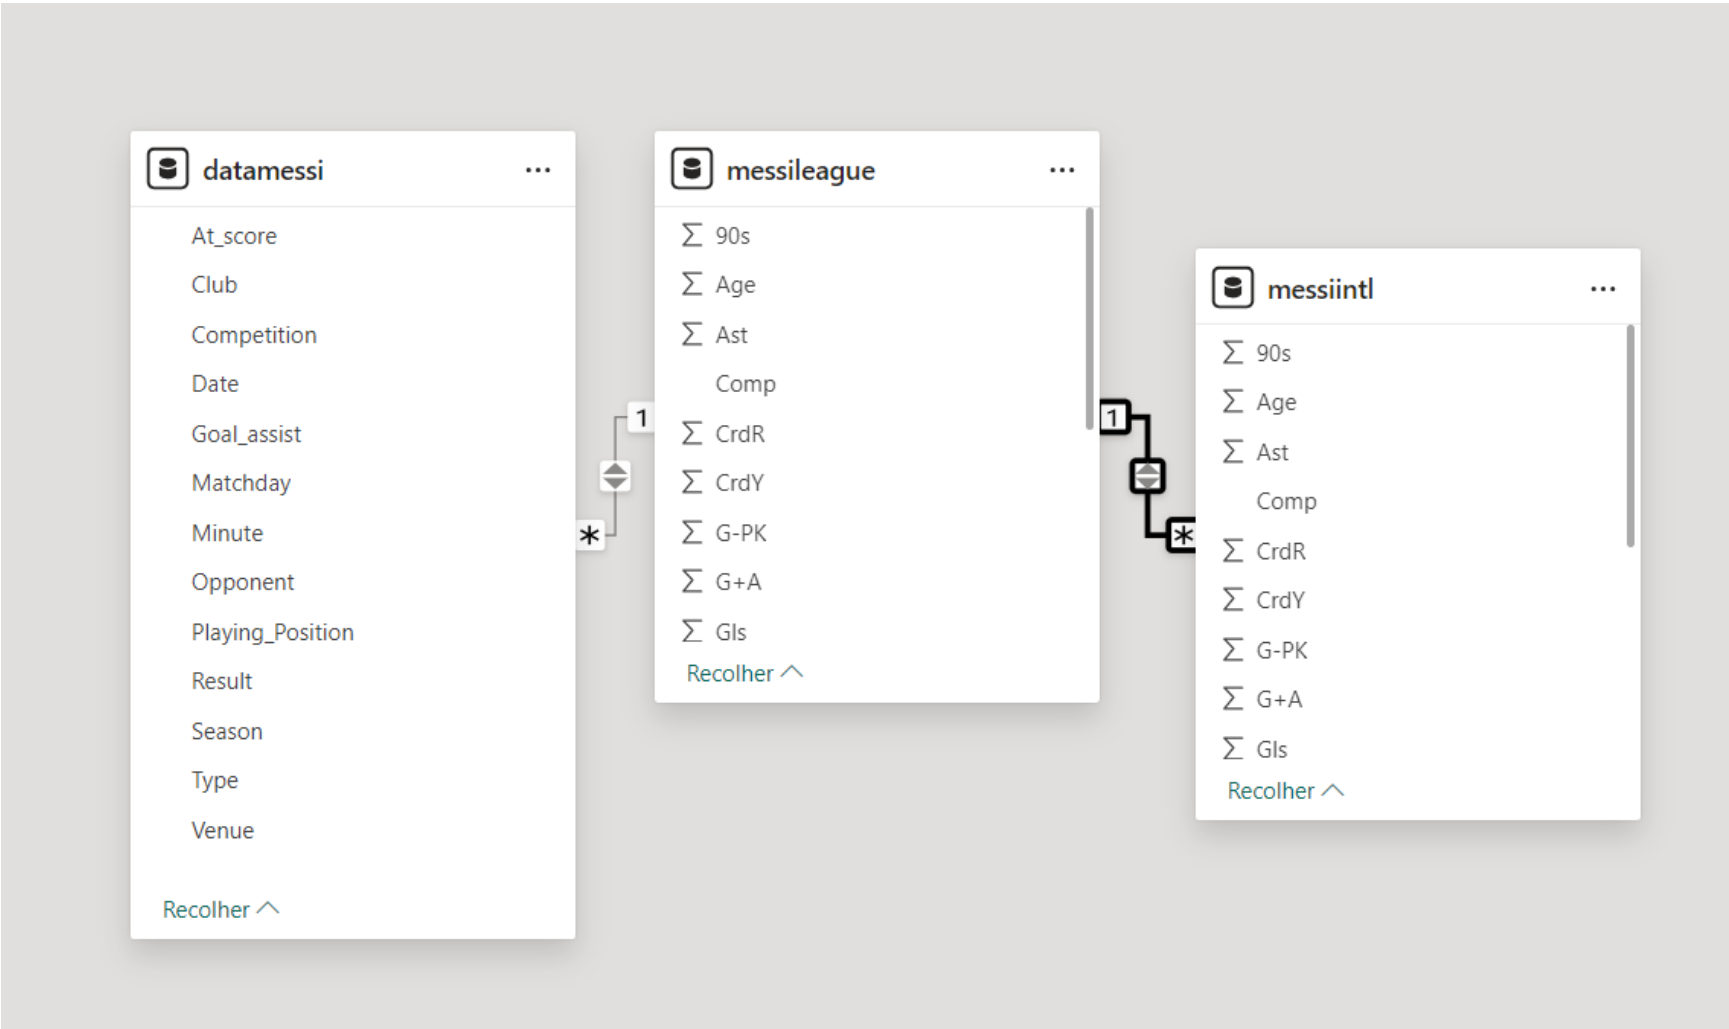 datamessi
...
At_score
Club
Competition
Date
Goal_assist
Matchday
Minute
Opponent
Playing_Position
Result
Season
Type
Venue
Recolher
*
1
messileague
...
Σ 90s
Σ Age
Σ Ast
Comp
Σ CrdR
Σ CrdY
Σ G-PK
Σ G+A
Σ Gls
Recolher
1
*
messiintl
...
Σ 90s
Σ Age
Σ Ast
Comp
Σ CrdR
Σ CrdY
Σ G-PK
Σ G+A
Σ Gls
Recolher